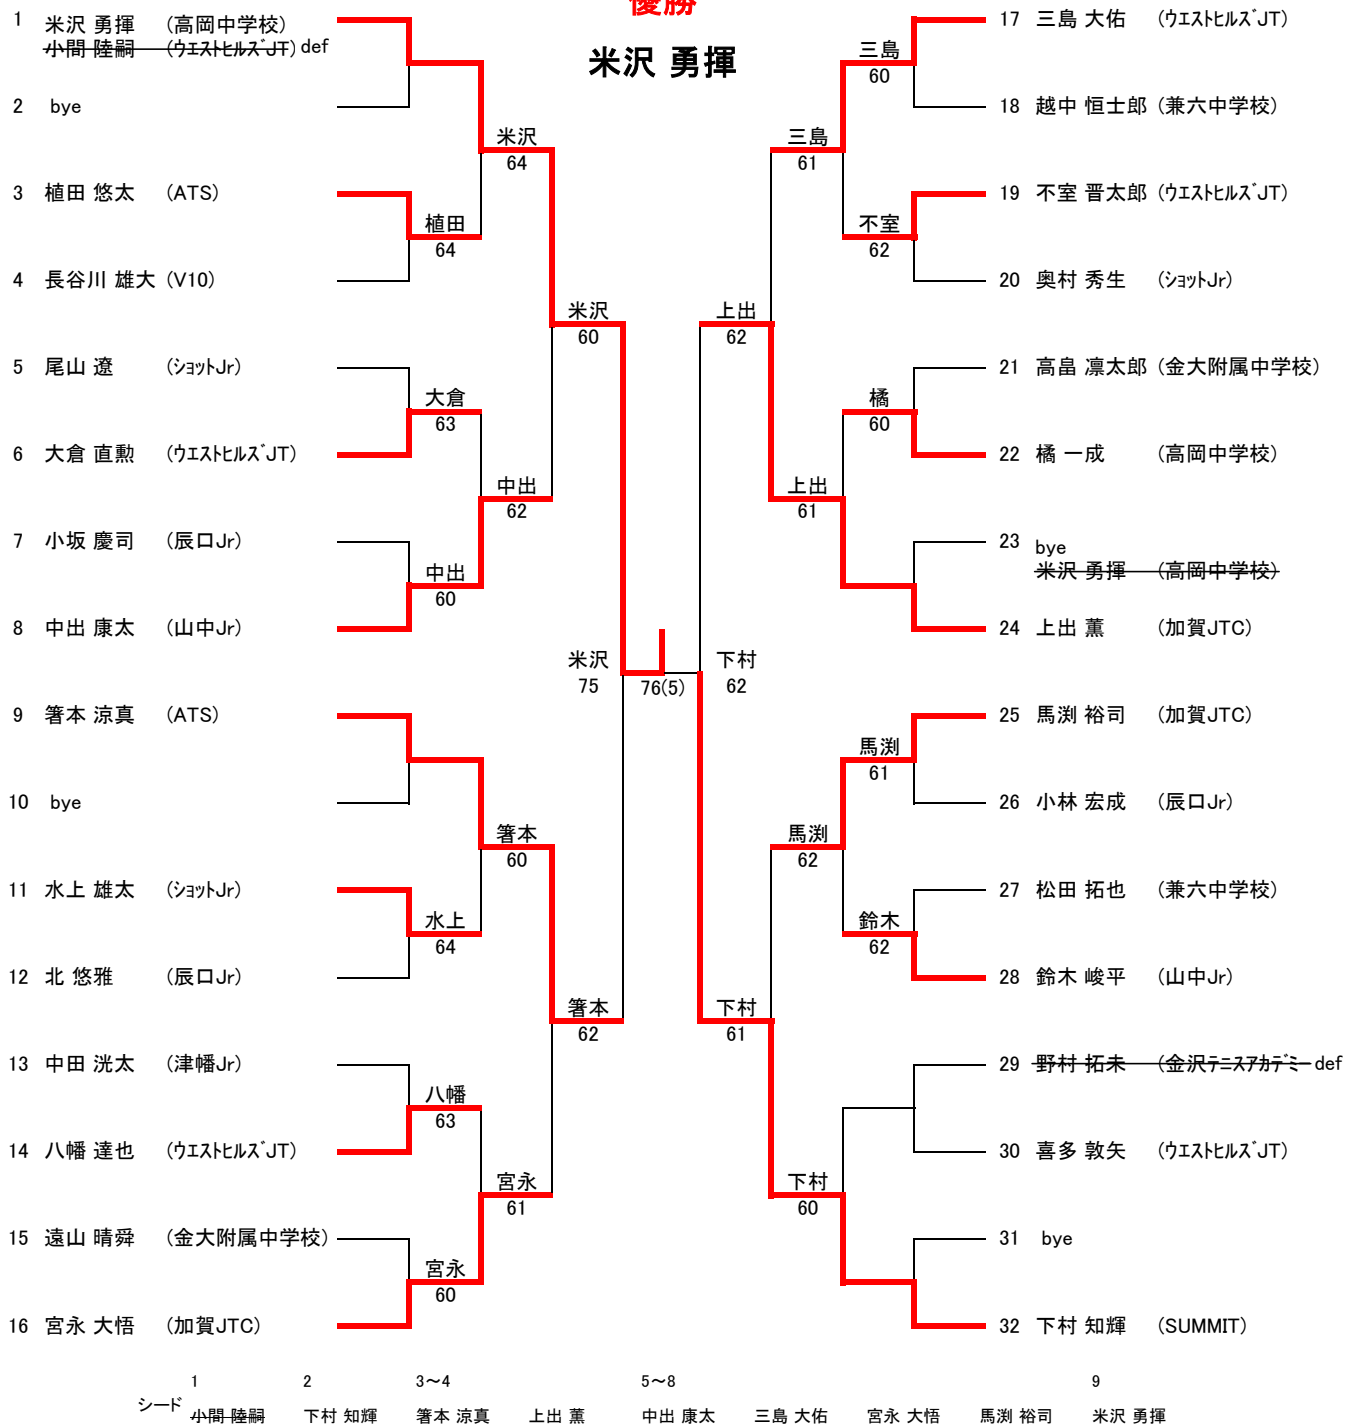 優勝
米沢 勇揮
1 米沢 勇揮 (高岡中学校)
小間 陸嗣 (ウエストヒルズJT) def
2 bye
3 植田 悠太 (ATS)
4 長谷川 雄大 (V10)
5 尾山 遼 (ショットJr)
6 大倉 直勲 (ウエストヒルズJT)
7 小坂 慶司 (辰口Jr)
8 中出 康太 (山中Jr)
9 箸本 涼真 (ATS)
10 bye
11 水上 雄太 (ショットJr)
12 北 悠雅 (辰口Jr)
13 中田 洸太 (津幡Jr)
14 八幡 達也 (ウエストヒルズJT)
15 遠山 晴舜 (金大附属中学校)
16 宮永 大悟 (加賀JTC)
植田
64
大倉
63
中出
60
水上
64
八幡
63
宮永
60
米沢
64
中出
62
箸本
60
宮永
61
米沢
60
箸本
62
米沢
75
76(5)
下村
62
上出
62
下村
61
三島
61
上出
61
馬渕
62
下村
60
三島
60
不室
62
橘
60
馬渕
61
鈴木
62
17 三島 大佑 (ウエストヒルズJT)
18 越中 恒士郎 (兼六中学校)
19 不室 晋太郎 (ウエストヒルズJT)
20 奥村 秀生 (ショットJr)
21 高畠 凛太郎 (金大附属中学校)
22 橘 一成 (高岡中学校)
23 bye
米沢 勇揮 (高岡中学校)
24 上出 薫 (加賀JTC)
25 馬渕 裕司 (加賀JTC)
26 小林 宏成 (辰口Jr)
27 松田 拓也 (兼六中学校)
28 鈴木 峻平 (山中Jr)
29 野村 拓未 (金沢テニスアカデミー def
30 喜多 敦矢 (ウエストヒルズJT)
31 bye
32 下村 知輝 (SUMMIT)
1 2 3～4 5～8 9
シード 小間 陸嗣 下村 知輝 箸本 涼真 上出 薫 中出 康太 三島 大佑 宮永 大悟 馬渕 裕司 米沢 勇揮